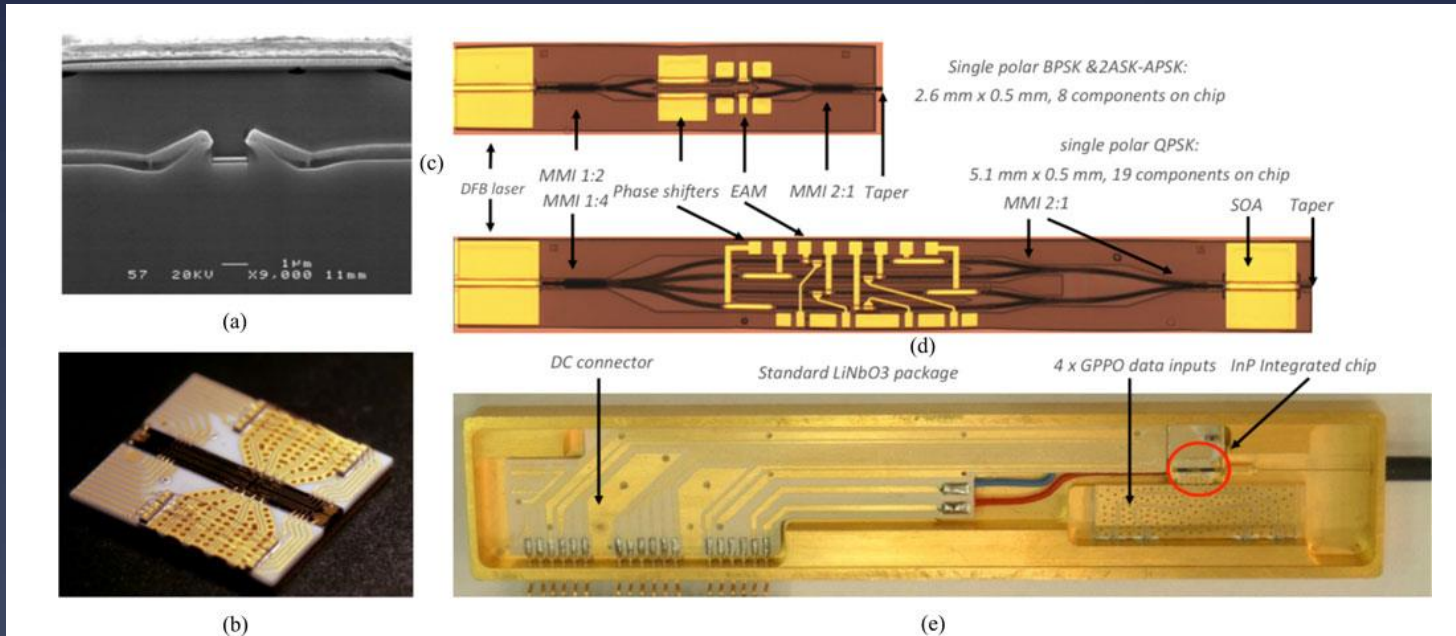 57 20KV 1µm X9,000 11mm
(a)
(b)
(c)
Single polar BPSK &2ASK-APSK:
2.6 mm x 0.5 mm, 8 components on chip
single polar QPSK:
5.1 mm x 0.5 mm, 19 components on chip
DFB laser
MMI 1:2
MMI 1:4
Phase shifters
EAM
MMI 2:1
Taper
MMI 2:1
SOA
Taper
(d)
DC connector
Standard LiNbO3 package
4 x GPPO data inputs
InP Integrated chip
(e)